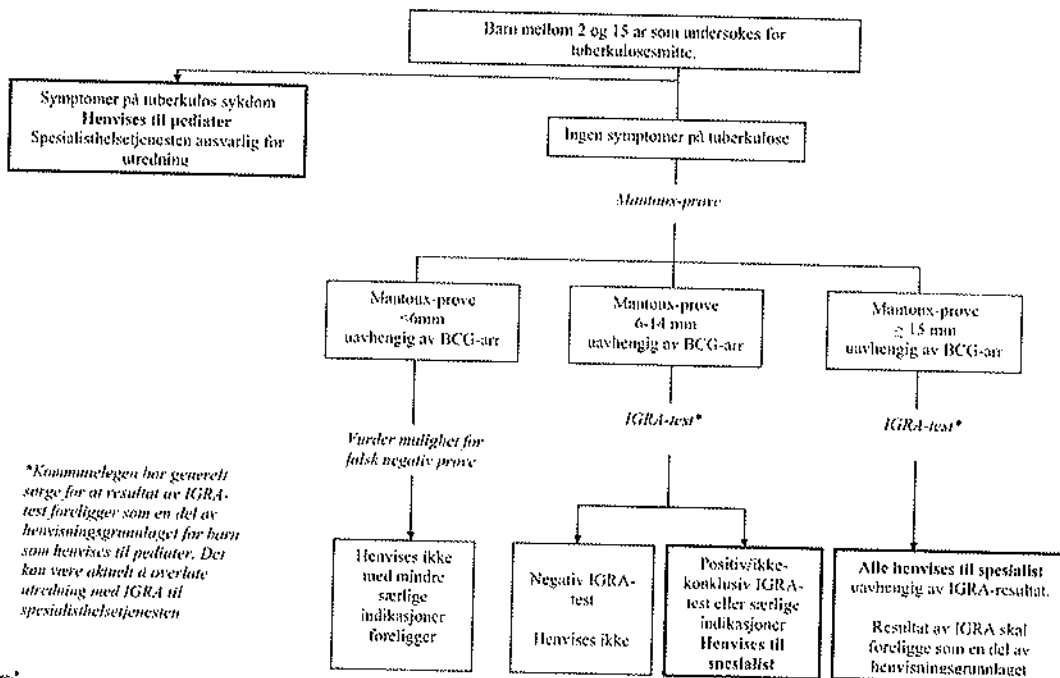 Barn mellom 2 og 15 år som undersøkes for
tuberkulosesmitte.
Symptomer på tuberkuløs sykdom
Henvises til pediater
Spesialisthelsetjenesten ansvarlig for
utredning
Ingen symptomer på tuberkulose
Mantoux-prøve
Mantoux-prøve
<6mm
uavhengig av BCG-arr
Mantoux-prøve
6-14 mm
uavhengig av BCG-arr
Mantoux-prøve
≥ 15 mm
uavhengig av BCG-arr
Vurder mulighet for
falsk negativ prøve
IGRA-test*
IGRA-test*
*Kommunelegen bør generelt
sørge for at resultat av IGRA-
test foreligger som en del av
henvisningsgrunnlaget for barn
som henvises til pediater. Det
kan være aktuelt å overlate
utredning med IGRA til
spesialisthelsetjenesten
Henvises ikke
med mindre
særlige
indikasjoner
foreligger
Negativ IGRA-
test
Henvises ikke
Positiv/ikke-
konklusiv IGRA-
test eller særlige
indikasjoner
Henvises til
spesialist
Alle henvises til spesialist
uavhengig av IGRA-resultat.
Resultat av IGRA skal
foreligge som en del av
henvisningsgrunnlaget